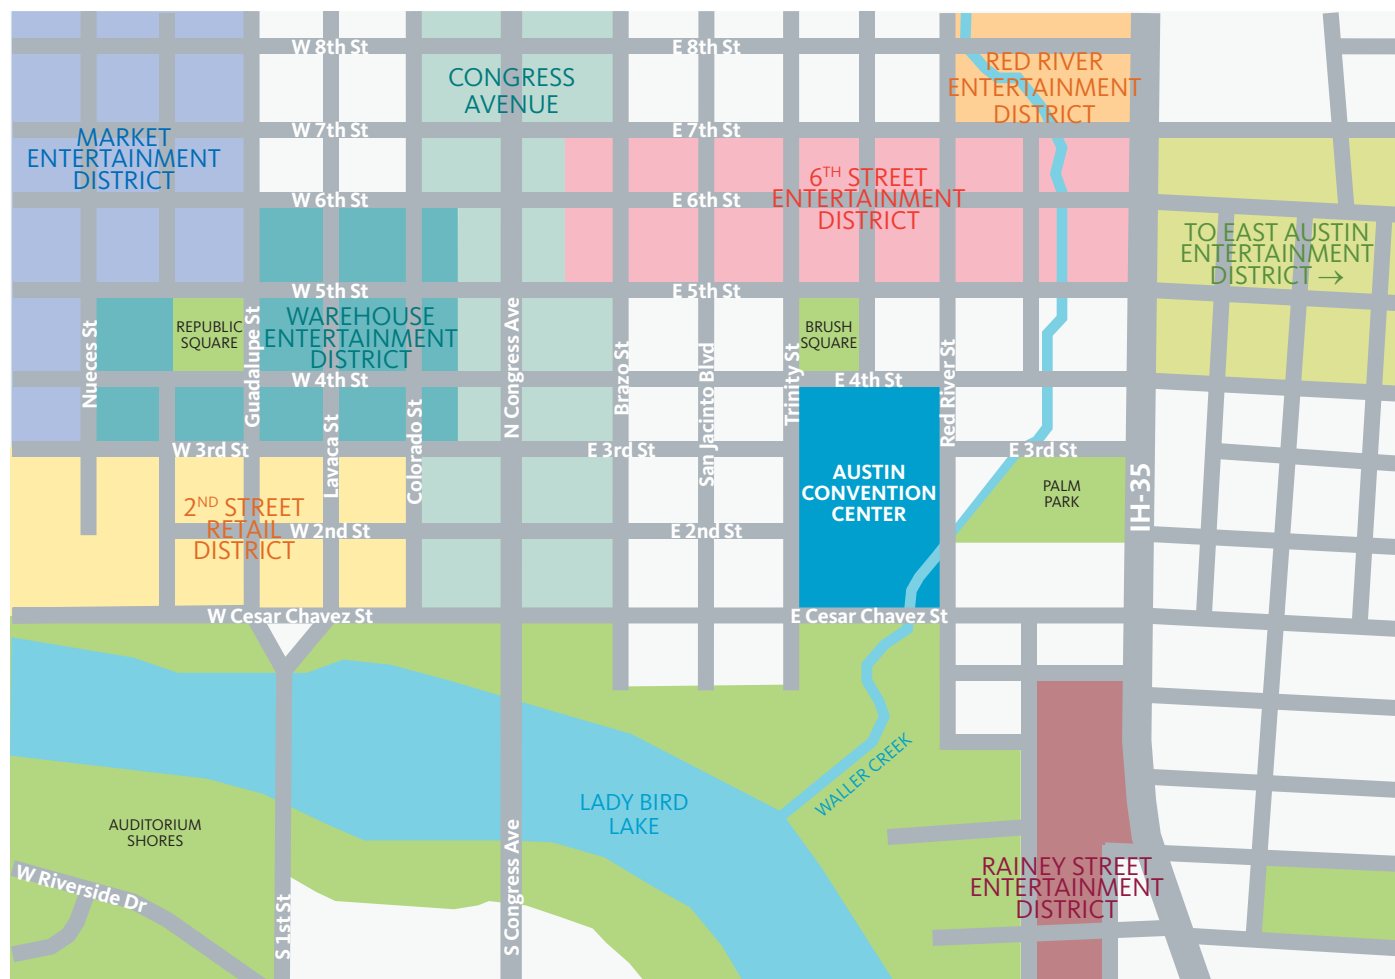 W 8th St
E 8th St
CONGRESS
AVENUE
RED RIVER
ENTERTAINMENT
DISTRICT
W 7th St
E 7th St
MARKET
ENTERTAINMENT
DISTRICT
6TH STREET
ENTERTAINMENT
DISTRICT
W 6th St
E 6th St
TO EAST AUSTIN
ENTERTAINMENT
DISTRICT →
W 5th St
E 5th St
REPUBLIC
SQUARE
WAREHOUSE
ENTERTAINMENT
DISTRICT
BRUSH
SQUARE
Nueces St
Guadalupe St
Lavaca St
Colorado St
N Congress Ave
Brazo St
San Jacinto Blvd
Trinity St
Red River St
W 4th St
E 4th St
W 3rd St
E 3rd St
E 3rd St
AUSTIN
CONVENTION
CENTER
PALM
PARK
IH-35
2ND STREET
RETAIL
DISTRICT
W 2nd St
E 2nd St
W Cesar Chavez St
E Cesar Chavez St
WALLER CREEK
LADY BIRD
LAKE
AUDITORIUM
SHORES
W Riverside Dr
S 1st St
S Congress Ave
RAINEY STREET
ENTERTAINMENT
DISTRICT